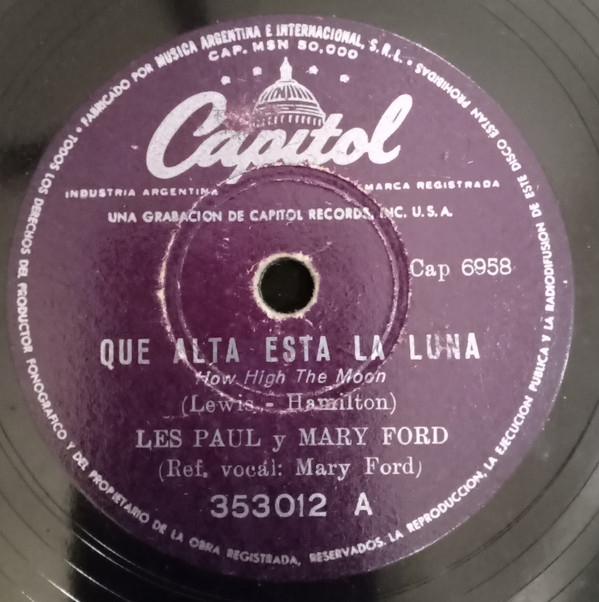 FABRICADO POR MUSICA ARGENTINA E INTERNACIONAL, S.R.L.
CAP. M$N 50.000
Capitol
INDUSTRIA ARGENTINA MARCA REGISTRADA
UNA GRABACION DE CAPITOL RECORDS, INC. U.S.A.
Cap 6958
QUE ALTA ESTA LA LUNA
How High The Moon
(Lewis - Hamilton)
LES PAUL y MARY FORD
(Ref. vocal: Mary Ford)
353012 A
TODOS LOS DERECHOS DEL PRODUCTOR FONOGRAFICO Y DEL PROPIETARIO DE LA OBRA REGISTRADA, RESERVADOS. LA REPRODUCCION, LA EJECUCION PUBLICA Y LA RADIODIFUSION DE ESTE DISCO ESTAN PROHIBIDAS